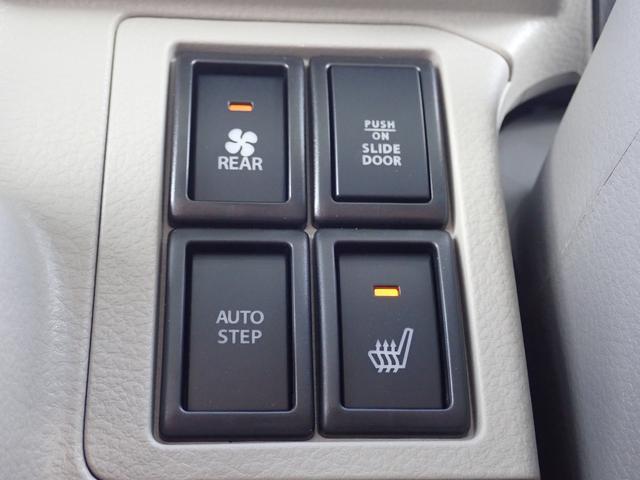 REAR
PUSH
ON
SLIDE
DOOR
AUTO
STEP